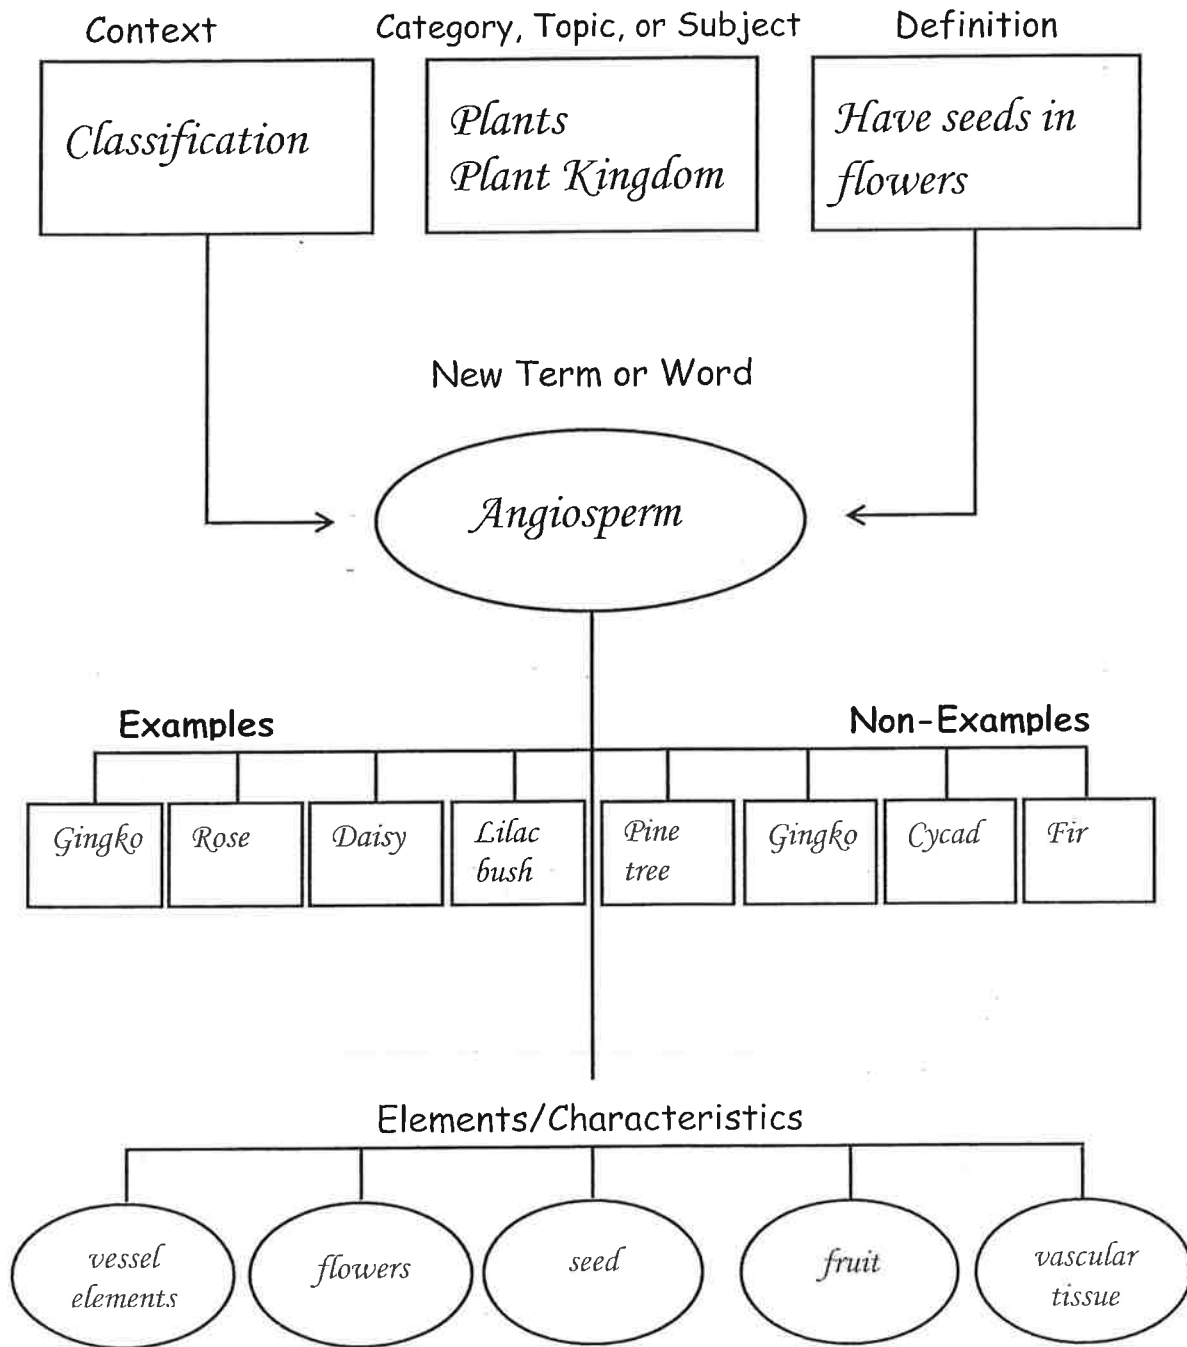 Context
Category, Topic, or Subject
Definition
Classification
Plants
Plant Kingdom
Have seeds in
flowers
New Term or Word
Angiosperm
Examples
Non-Examples
Gingko
Rose
Daisy
Lilac
bush
Pine
tree
Gingko
Cycad
Fir
Elements/Characteristics
vessel
elements
flowers
seed
fruit
vascular
tissue